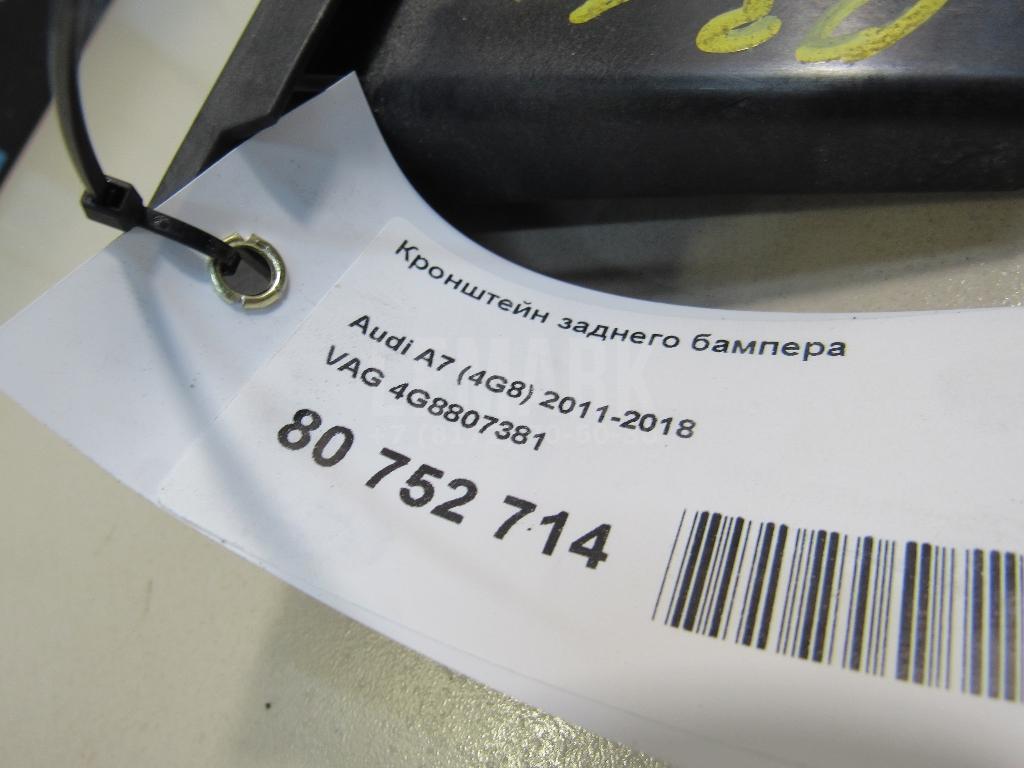 Кронштейн заднего бампера
Audi A7 (4G8) 2011-2018
VAG 4G8807381
80 752 714